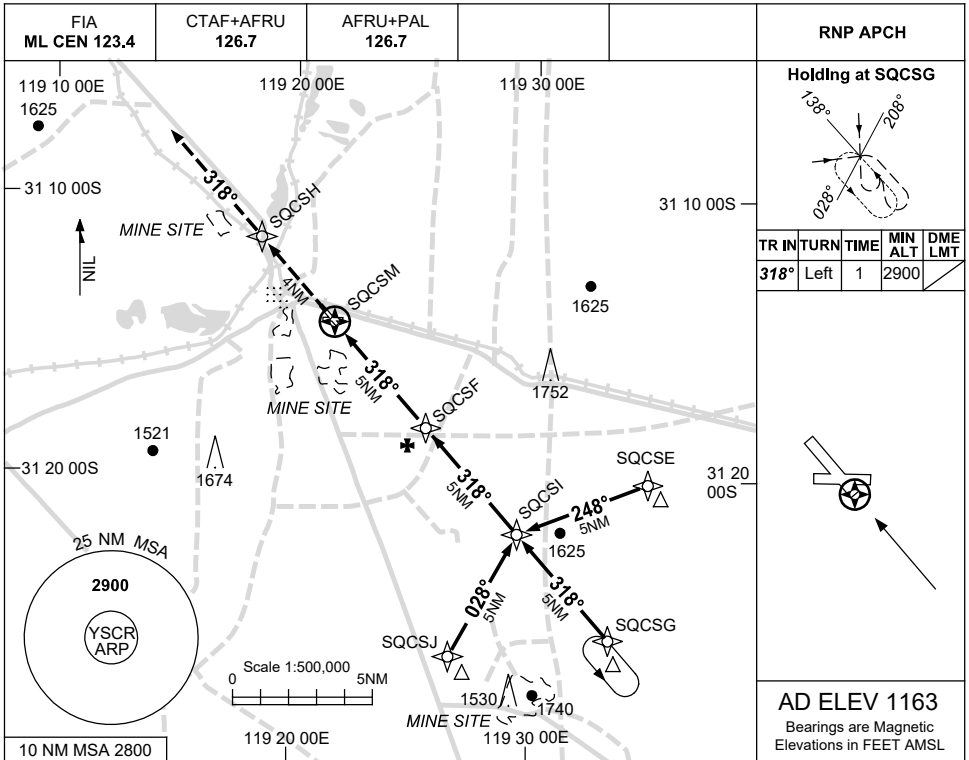 FIA
ML CEN 123.4
CTAF+AFRU
126.7
AFRU+PAL
126.7
RNP APCH
119 10 00E
119 20 00E
119 30 00E
1625
31 10 00S
31 10 00S
NIL
318°
SQCSH
MINE SITE
4NM
SQCSM
1625
318°
5NM
SQCSF
1752
MINE SITE
1521
1674
31 20 00S
31 20
00S
318°
5NM
SQCSI
SQCSE
248°
5NM
1625
028°
5NM
318°
5NM
SQCSG
SQCSJ
25 NM MSA
2900
YSCR
ARP
Scale 1:500,000
0
5NM
1530
1740
MINE SITE
119 20 00E
119 30 00E
10 NM MSA 2800
Holding at SQCSG
138°
208°
028°
TR IN TURN TIME MIN ALT DME LMT
318° Left 1 2900
AD ELEV 1163
Bearings are Magnetic
Elevations in FEET AMSL